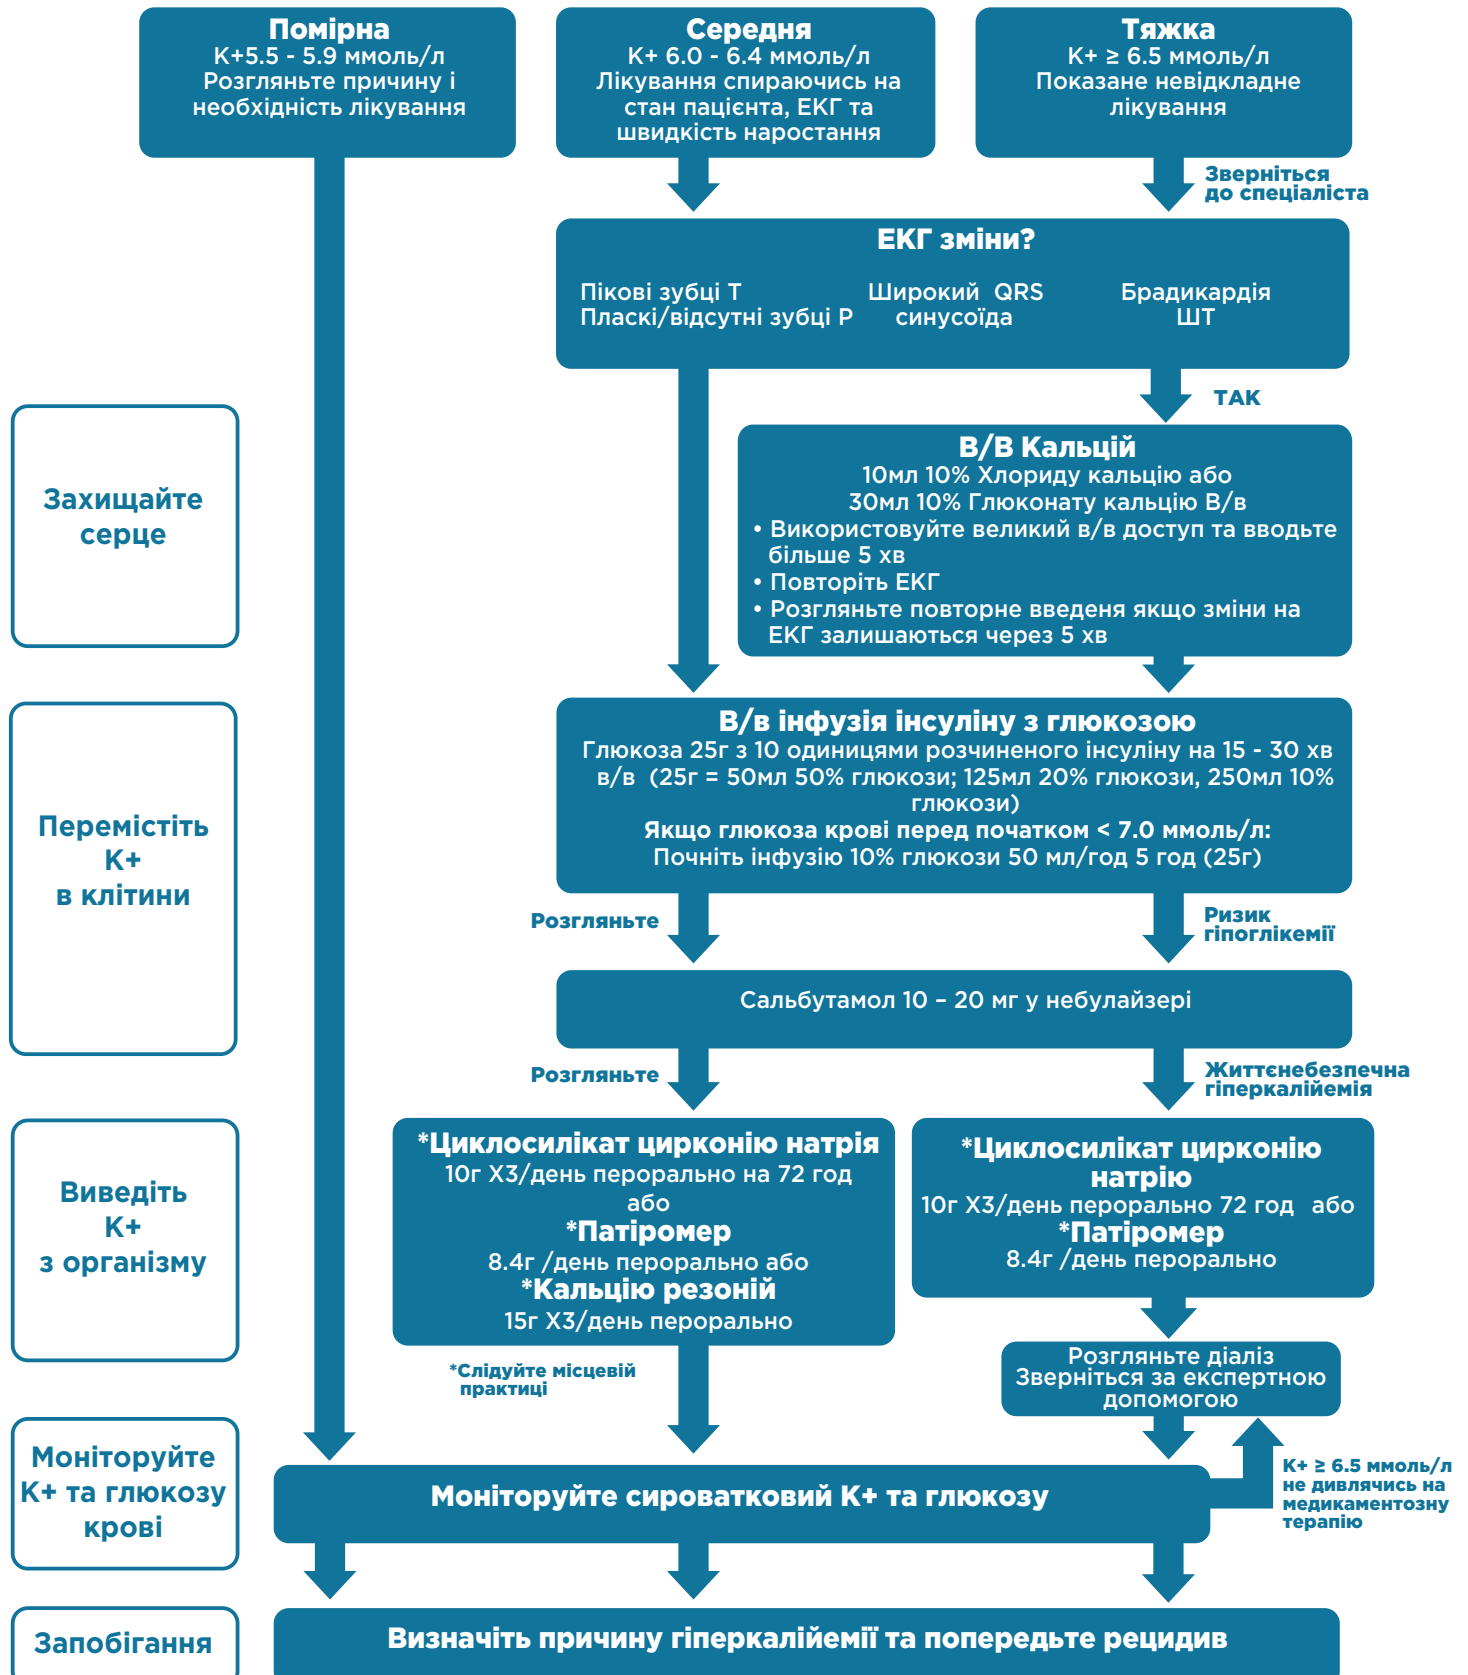 Помірна
К+5.5 - 5.9 ммоль/л
Розгляньте причину і
необхідність лікування
Середня
К+ 6.0 - 6.4 ммоль/л
Лікування спираючись на
стан пацієнта, ЕКГ та
швидкість наростання
Тяжка
К+ ≥ 6.5 ммоль/л
Показане невідкладне
лікування
Зверніться
до спеціаліста
ЕКГ зміни?
Пікові зубці Т
Пласкі/відсутні зубці Р
Широкий QRS
синусоїда
Брадикардія
ШТ
ТАК
Захищайте
серце
В/В Кальцій
10мл 10% Хлориду кальцію або
30мл 10% Глюконату кальцію В/в
• Використовуйте великий в/в доступ та вводьте
більше 5 хв
• Повторіть ЕКГ
• Розгляньте повторне введеня якщо зміни на
ЕКГ залишаються через 5 хв
Перемістіть
К+
в клітини
В/в інфузія інсуліну з глюкозою
Глюкоза 25г з 10 одиницями розчиненого інсуліну на 15 - 30 хв
в/в (25г = 50мл 50% глюкози; 125мл 20% глюкози, 250мл 10%
глюкози)
Якщо глюкоза крові перед початком < 7.0 ммоль/л:
Почніть інфузію 10% глюкози 50 мл/год 5 год (25г)
Розгляньте
Ризик
гіпоглікемії
Сальбутамол 10 – 20 мг у небулайзері
Розгляньте
Життєнебезпечна
гіперкалійемія
Виведіть
К+
з організму
*Циклосилікат цирконію натрія
10г Х3/день перорально на 72 год
або
*Патіромер
8.4г /день перорально або
*Кальцію резоній
15г Х3/день перорально
*Циклосилікат цирконію
натрію
10г Х3/день перорально 72 год або
*Патіромер
8.4г /день перорально
*Слідуйте місцевій
практиці
Розгляньте діаліз
Зверніться за експертною
допомогою
Моніторуйте
К+ та глюкозу
крові
Моніторуйте сироватковий К+ та глюкозу
К+ ≥ 6.5 ммоль/л
не дивлячись на
медикаментозну
терапію
Запобігання
Визначіть причину гіперкалійемії та попередьте рецидив